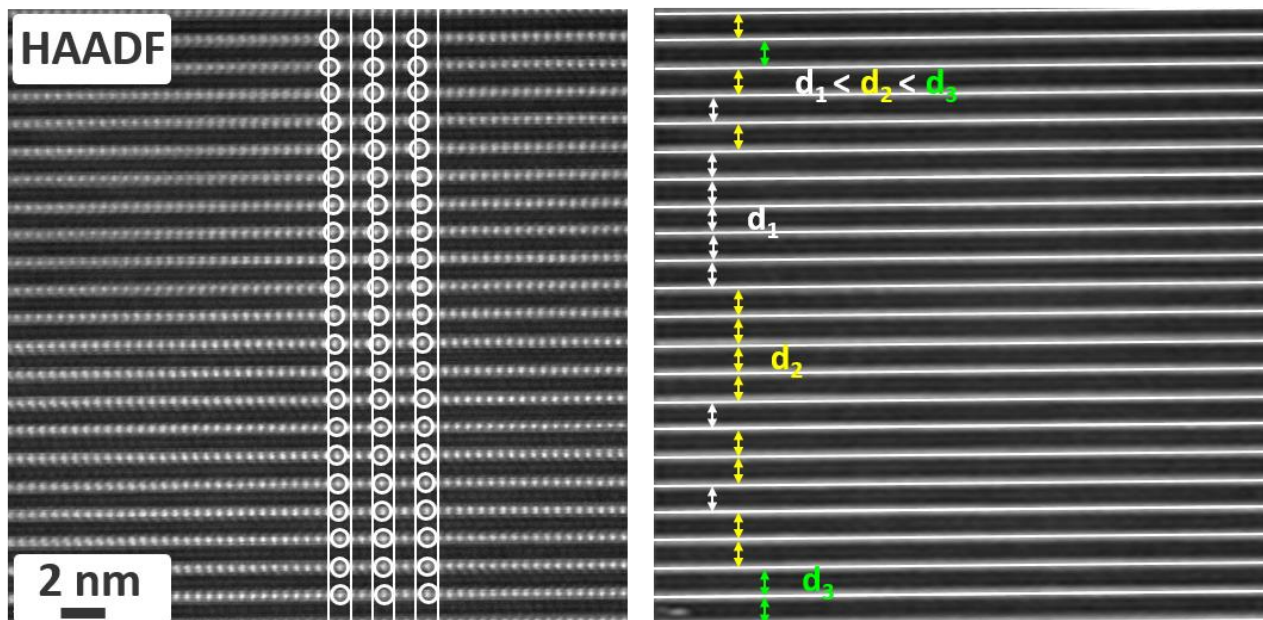 HAADF
2 nm
d₁ < d₂ < d₃
d₁
d₂
d₃